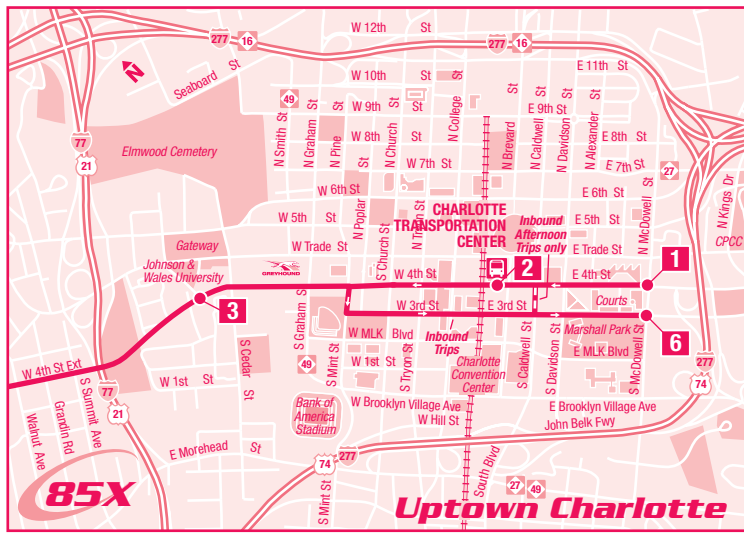 W 12th St
277
16
277
16
N
Seaboard St
W 10th St
E 11th St
49
W 9th St
E 9th St
N College St
N Smith St
N Graham St
N Pine St
N Church St
N Brevard St
N Caldwell St
N Davidson St
N Alexander St
W 8th St
E 8th St
77
21
Elmwood Cemetery
W 7th St
E 7th St
27
W 6th St
E 6th St
N Poplar St
N Tryon St
N McDowell St
N Kings Dr
CPCC
CHARLOTTE
TRANSPORTATION
CENTER
Inbound
Afternoon
Trips only
W 5th St
E 5th St
Gateway
W Trade St
E Trade St
S Church St
Johnson &
Wales University
GREYHOUND
W 4th St
2
E 4th St
1
3
W 3rd St
E 3rd St
Courts
6
S Graham St
Marshall Park
Inbound
Trips
W MLK Blvd
E MLK Blvd
W 4th St Ext
S Cedar St
49
S Mint St
W 1st St
S Tryon St
Charlotte
Convention
Center
S Caldwell St
S Davidson St
S McDowell St
277
74
W 1st St
77
21
S Summit Ave
Grandin Rd
Walnut Ave
Bank of
America
Stadium
W Brooklyn Village Ave
E Brooklyn Village Ave
W Hill St
John Belk Fwy
E Morehead St
74
277
S Mint St
South Blvd
27
49
85X
Uptown Charlotte